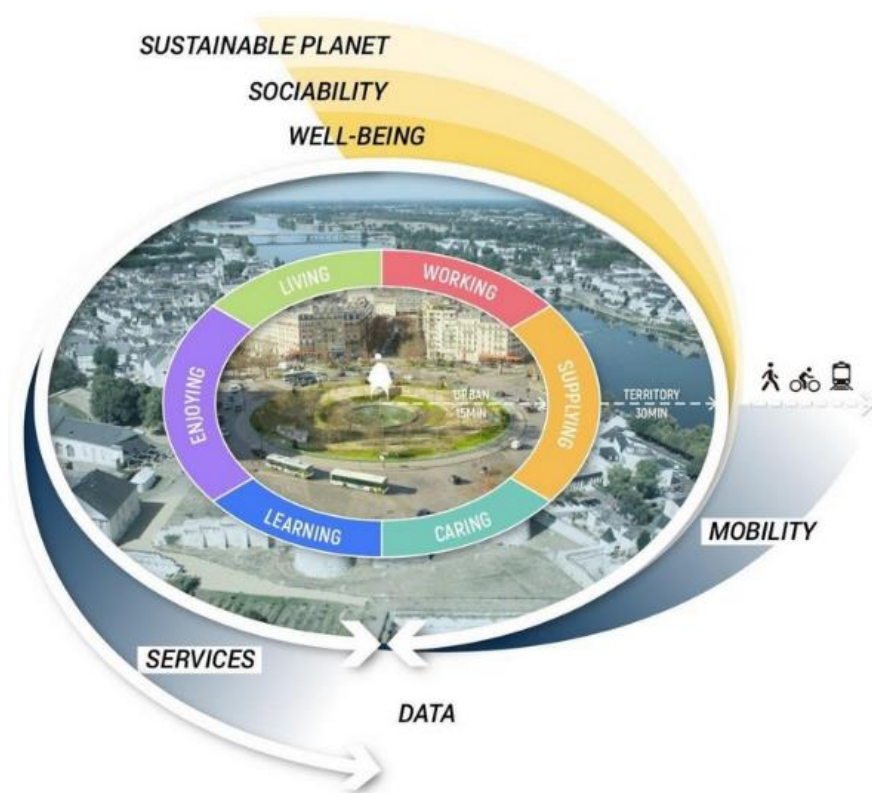 SUSTAINABLE PLANET
SOCIABILITY
WELL-BEING
LIVING
WORKING
ENJOYING
SUPPLYING
URBAN
15MIN
TERRITORY
30MIN
LEARNING
CARING
MOBILITY
SERVICES
DATA